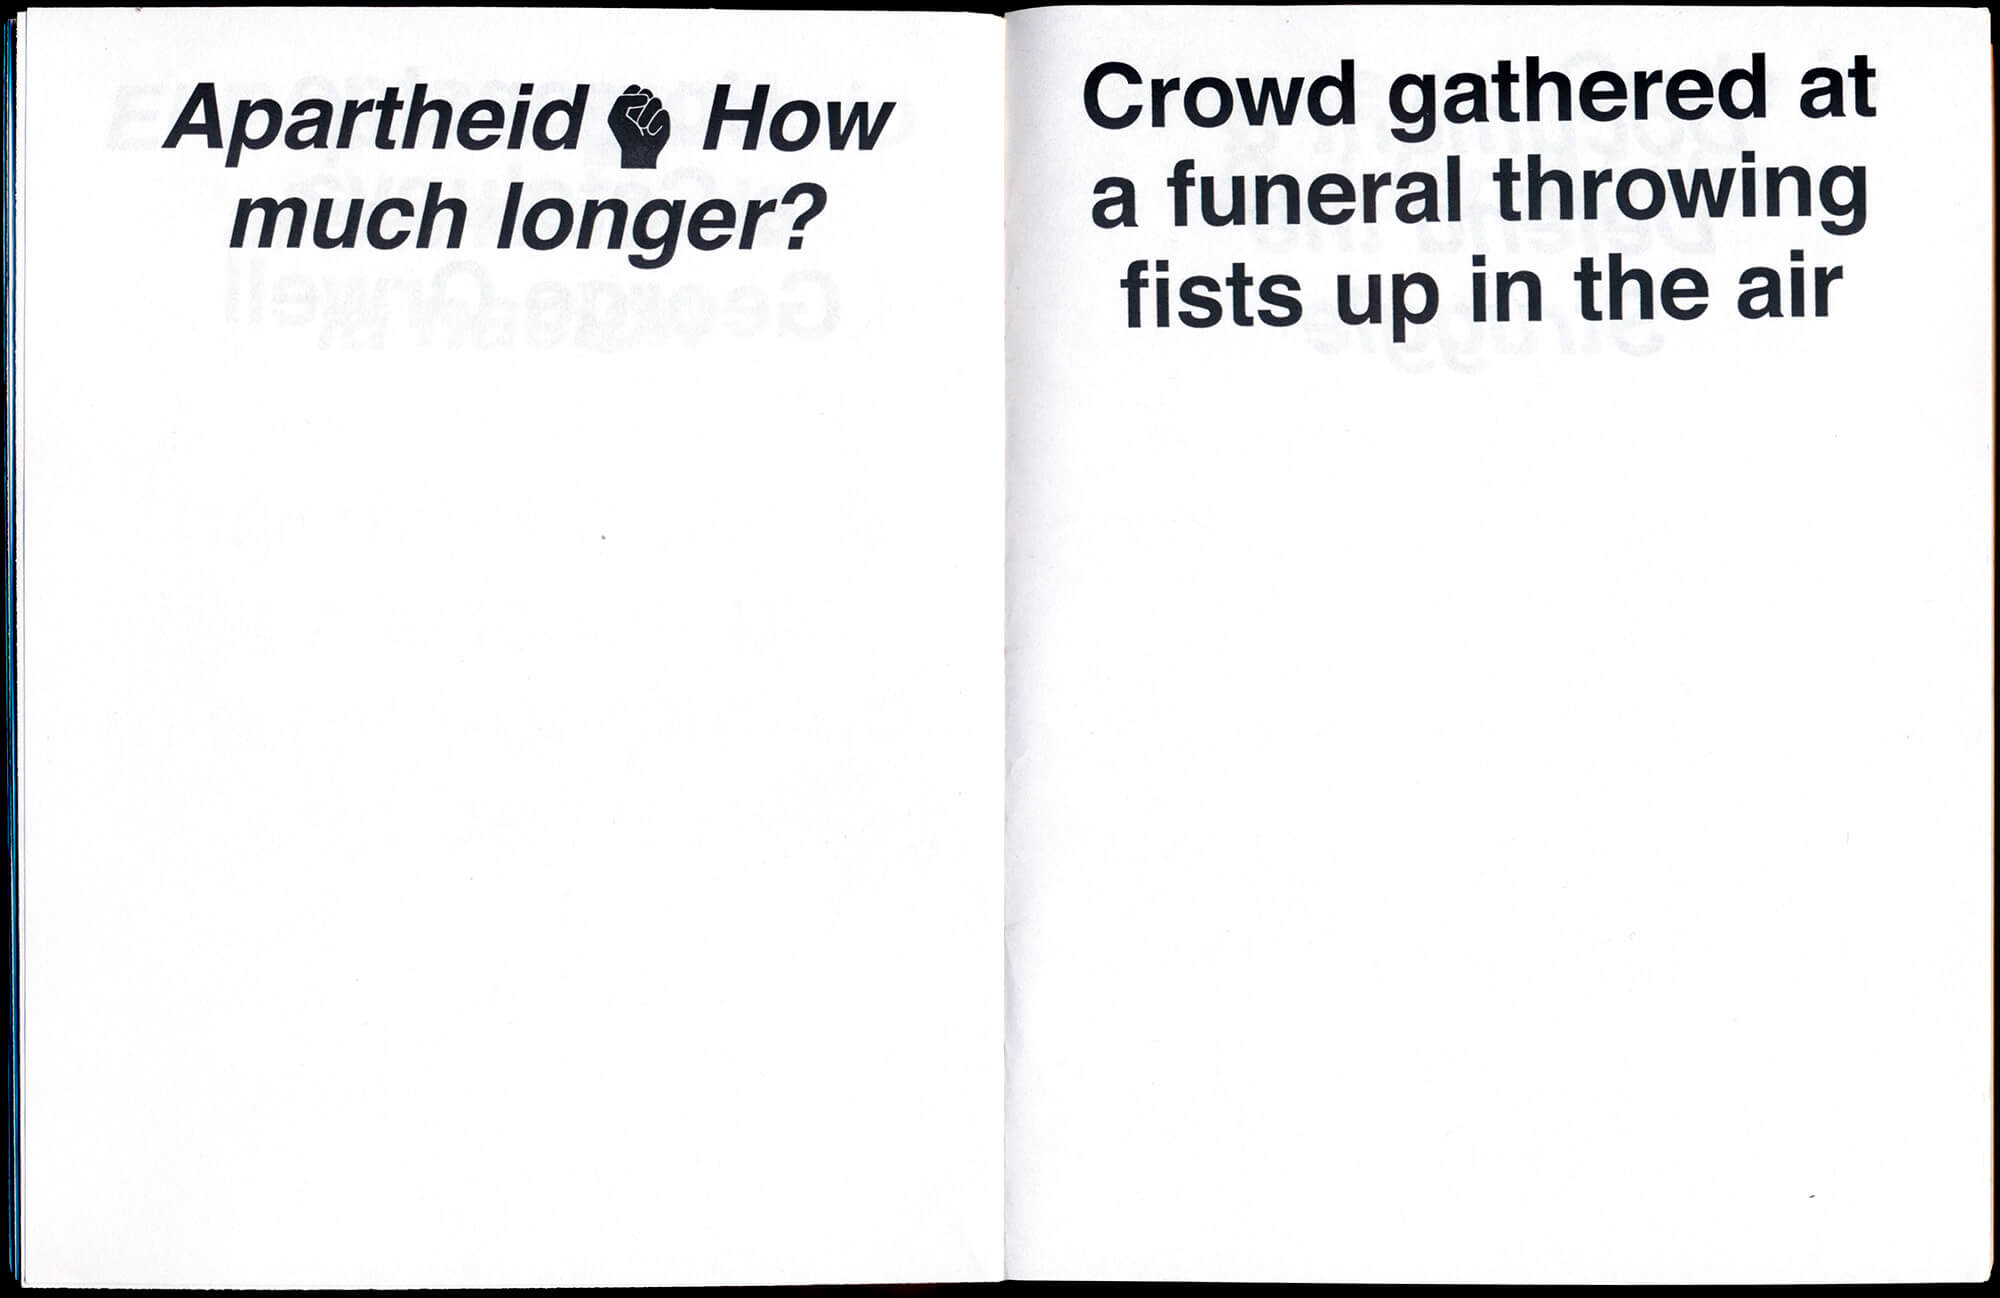 Apartheid ✊ How
much longer?
Crowd gathered at
a funeral throwing
fists up in the air